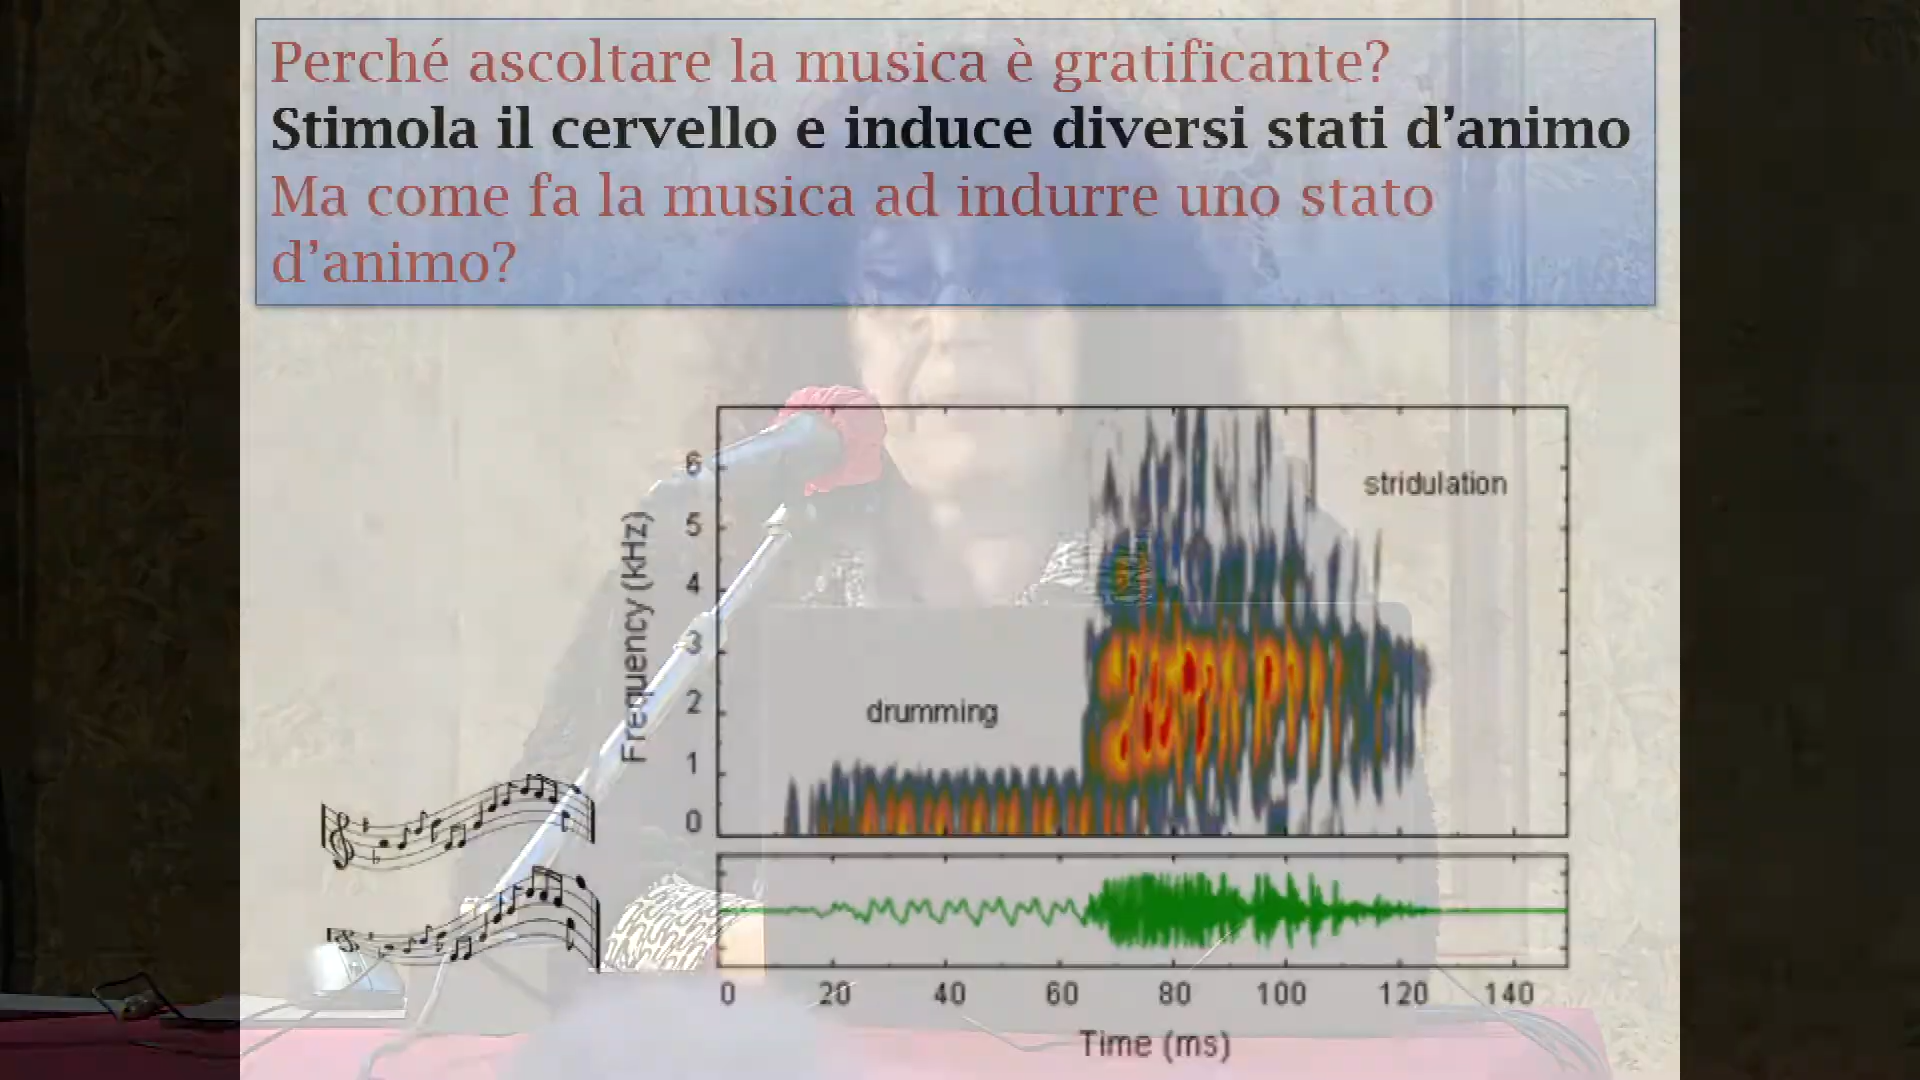 Perché ascoltare la musica è gratificante?
Stimola il cervello e induce diversi stati d’animo
Ma come fa la musica ad indurre uno stato
d’animo?
Frequency (kHz)
6
5
4
3
2
1
0
stridulation
drumming
0 20 40 60 80 100 120 140
Time (ms)